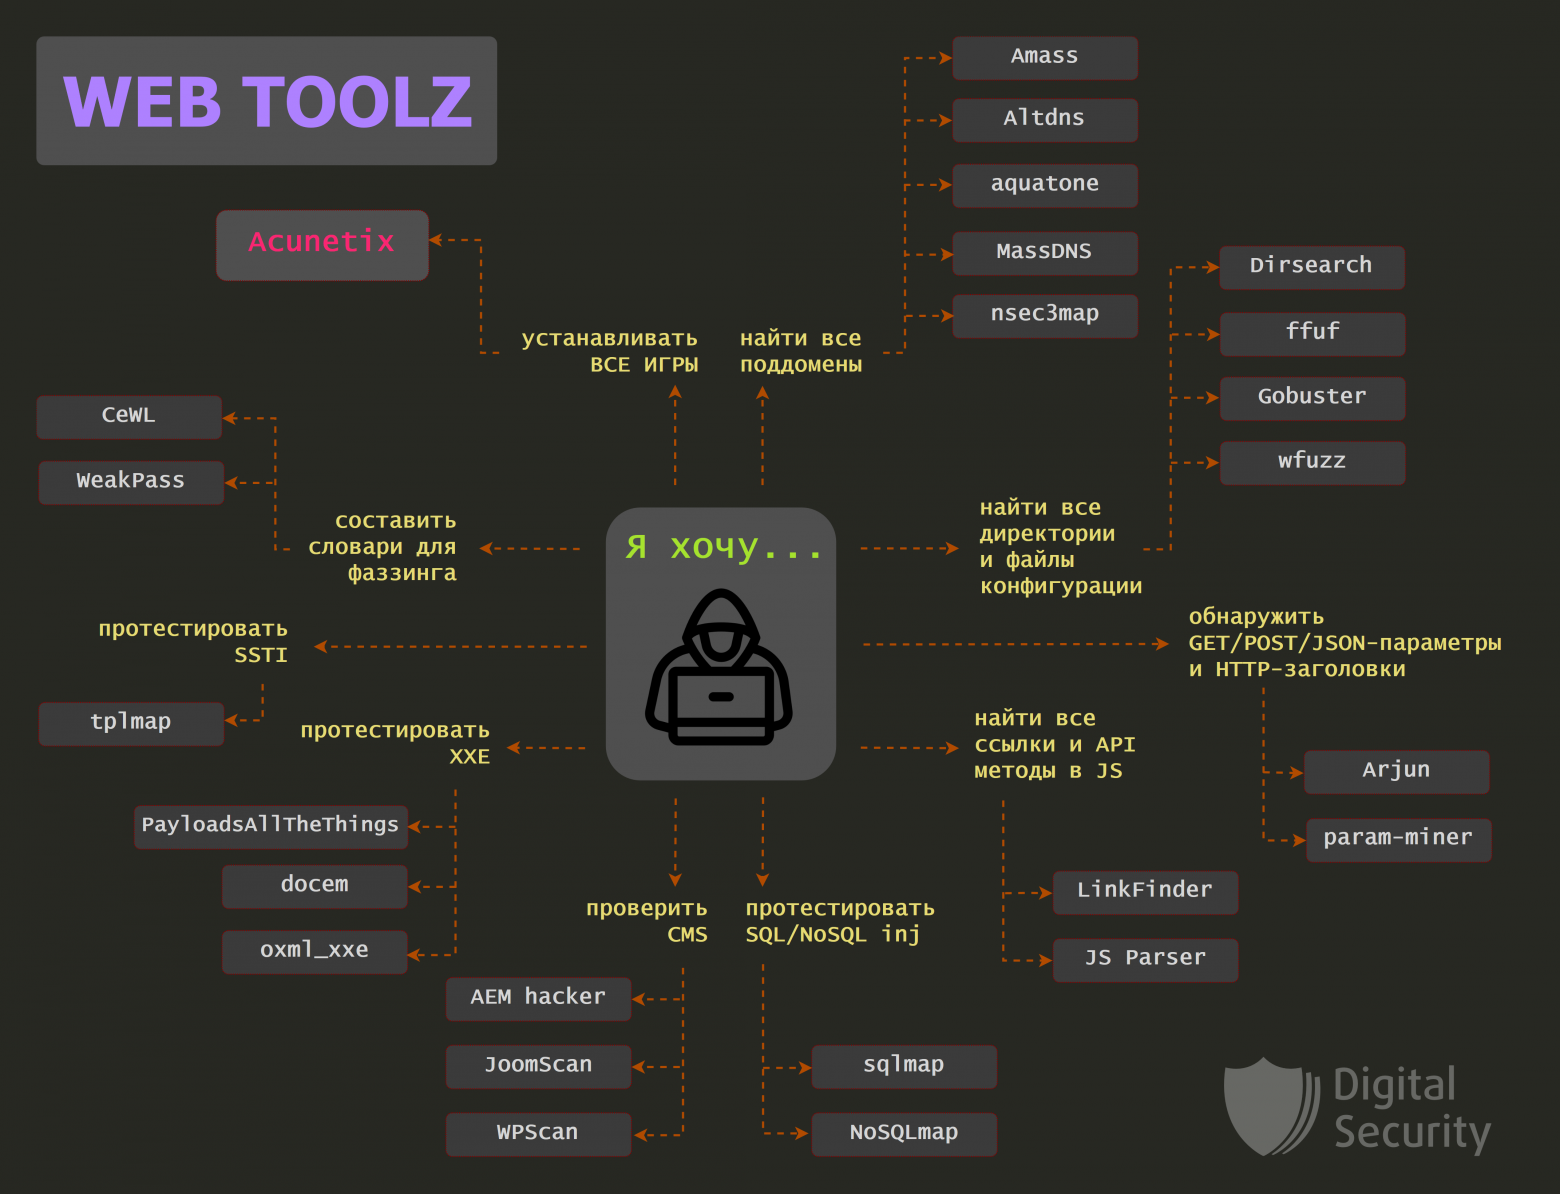 WEB TOOLZ
Acunetix
устанавливать
ВСЕ ИГРЫ
найти все
поддомены
Amass
Altdns
aquatone
MassDNS
nsec3map
Dirsearch
ffuf
Gobuster
wfuzz
CeWL
WeakPass
составить
словари для
фаззинга
Я хочу...
найти все
директории
и файлы
конфигурации
протестировать
SSTI
tplmap
обнаружить
GET/POST/JSON-параметры
и HTTP-заголовки
Arjun
param-miner
протестировать
XXE
PayloadsAllTheThings
docem
oxml_xxe
найти все
ссылки и API
методы в JS
LinkFinder
JS Parser
проверить
CMS
AEM hacker
JoomScan
WPScan
протестировать
SQL/NoSQL inj
sqlmap
NoSQLmap
Digital
Security